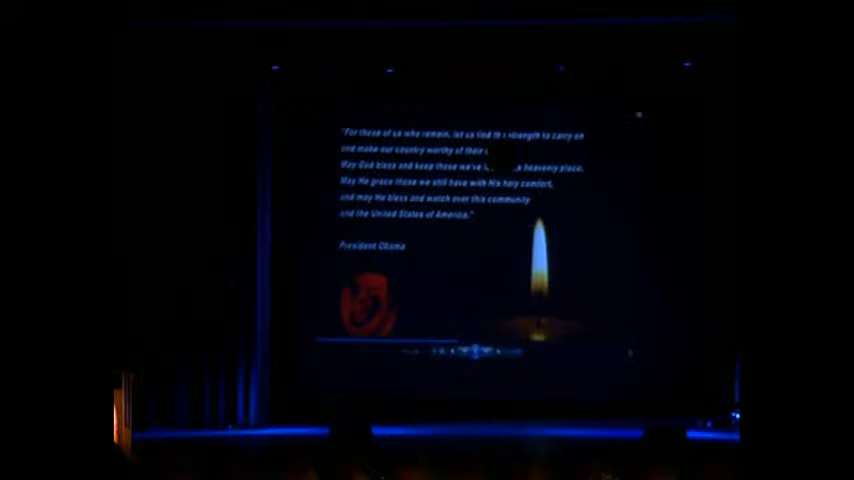 "For those of us who remain, let us find th strength to carry on
and make our country worthy of their
May God bless and keep those we've a heavenly place.
May He grace those we still have with His holy comfort,
and may He bless and watch over this community
and the United States of America."
President Obama